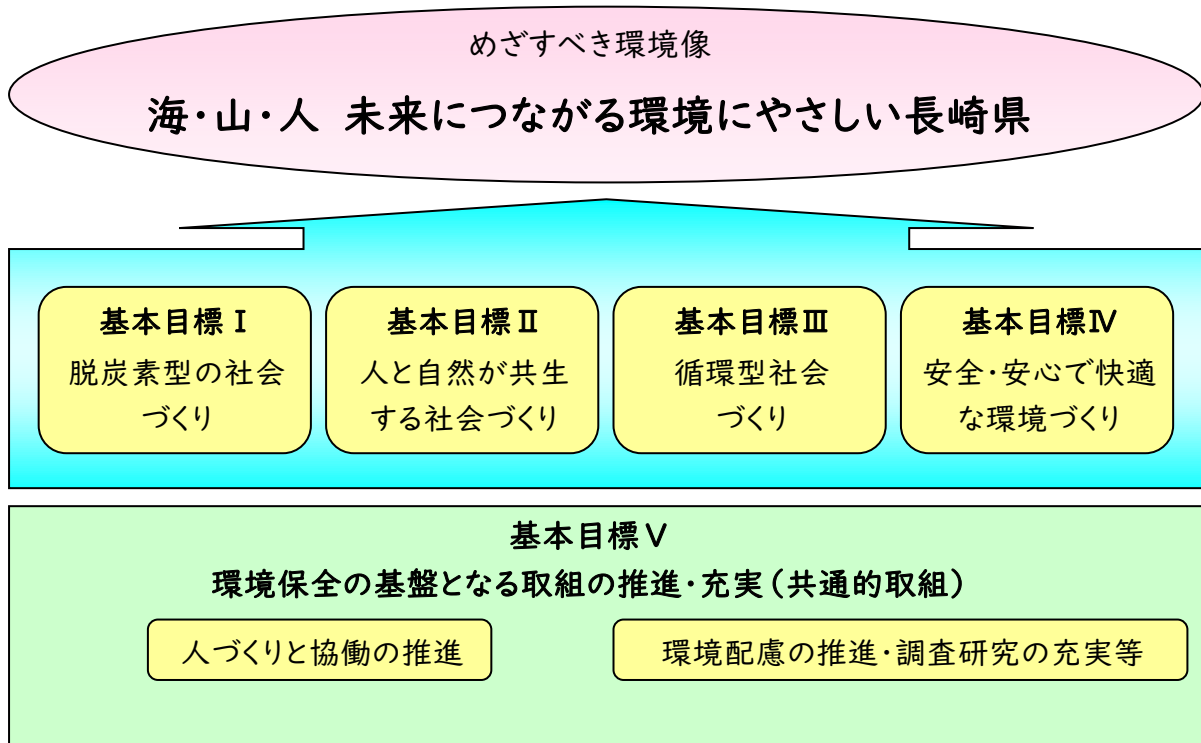 めざすべき環境像
海・山・人 未来につながる環境にやさしい長崎県
基本目標Ⅰ
脱炭素型の社会
づくり
基本目標Ⅱ
人と自然が共生
する社会づくり
基本目標Ⅲ
循環型社会
づくり
基本目標Ⅳ
安全・安心で快適
な環境づくり
基本目標Ⅴ
環境保全の基盤となる取組の推進・充実(共通的取組)
人づくりと協働の推進
環境配慮の推進・調査研究の充実等